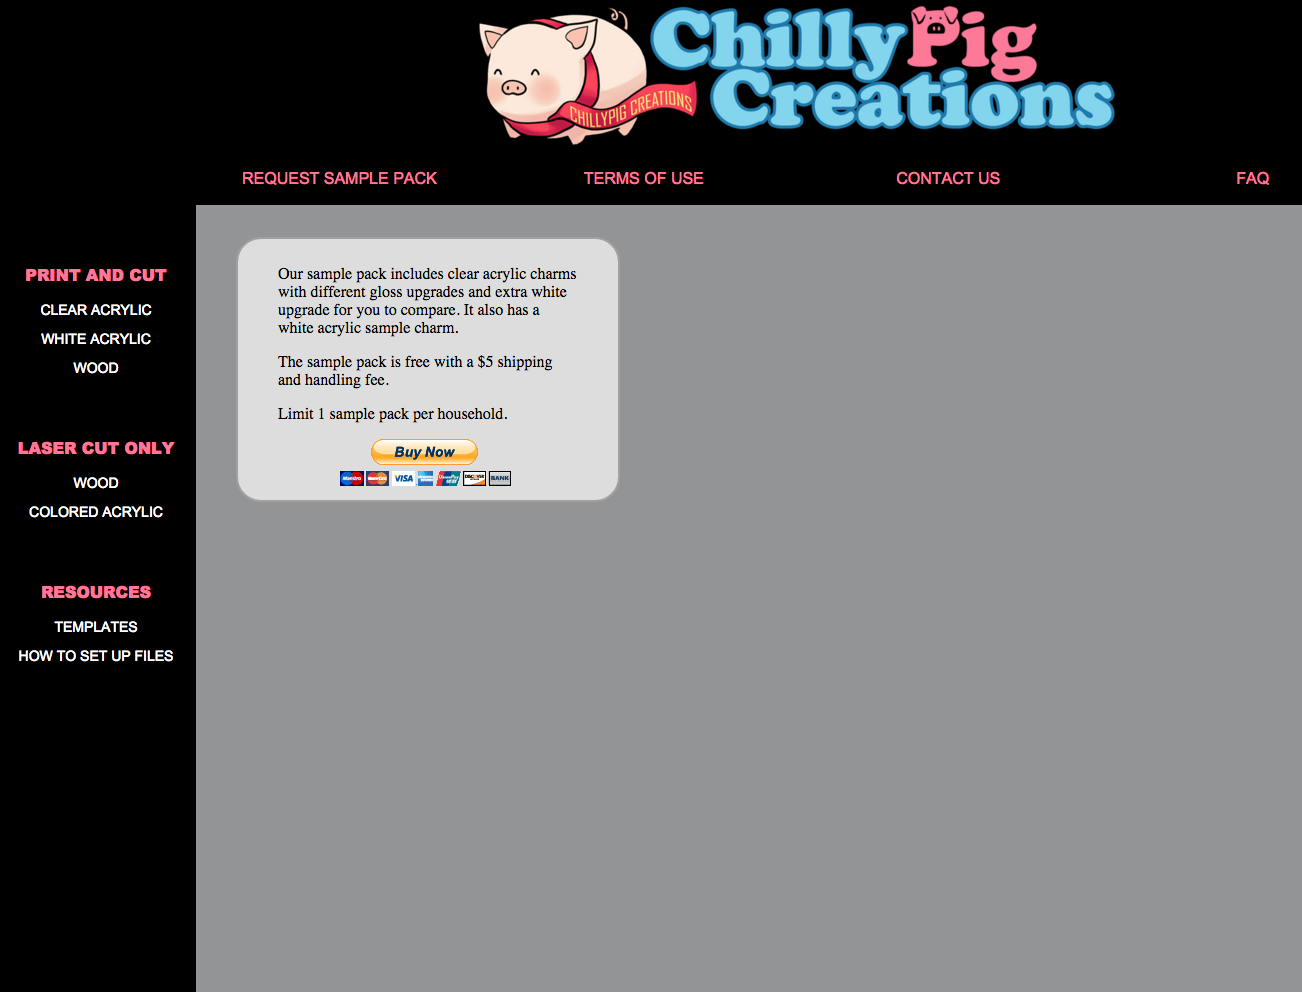 ChillyPig
Creations
CHILLYPIG CREATIONS
REQUEST SAMPLE PACK
TERMS OF USE
CONTACT US
FAQ
PRINT AND CUT
CLEAR ACRYLIC
WHITE ACRYLIC
WOOD
LASER CUT ONLY
WOOD
COLORED ACRYLIC
RESOURCES
TEMPLATES
HOW TO SET UP FILES
Our sample pack includes clear acrylic charms
with different gloss upgrades and extra white
upgrade for you to compare. It also has a
white acrylic sample charm.
The sample pack is free with a $5 shipping
and handling fee.
Limit 1 sample pack per household.
Buy Now
Maestro MasterCard VISA DISCOVER BANK